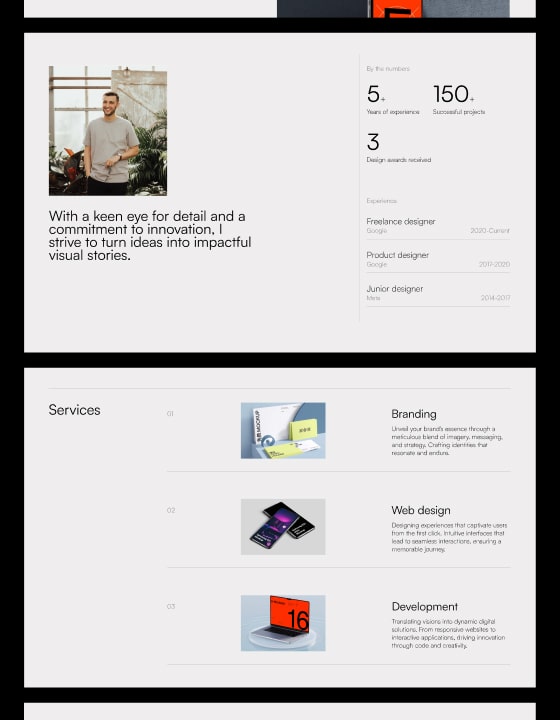 By the numbers
5+
150+
Years of experience
Successful projects
3
Design awards received
With a keen eye for detail and a
commitment to innovation, I
strive to turn ideas into impactful
visual stories.
Experience
Freelance designer
Google
2020-Current
Product designer
Google
2017-2020
Junior designer
Meta
2014-2017
Services
01
MOCKUP
Branding
Unveil your brand's essence through a
meticulous blend of imagery, messaging,
and strategy. Crafting identities that
resonate and endure.
02
Web design
Designing experiences that captivate users
from the first click. Intuitive interfaces that
lead to seamless interactions, ensuring a
memorable journey.
03
16
Development
Translating visions into dynamic digital
solutions. From responsive websites to
interactive applications, driving innovation
through code and creativity.